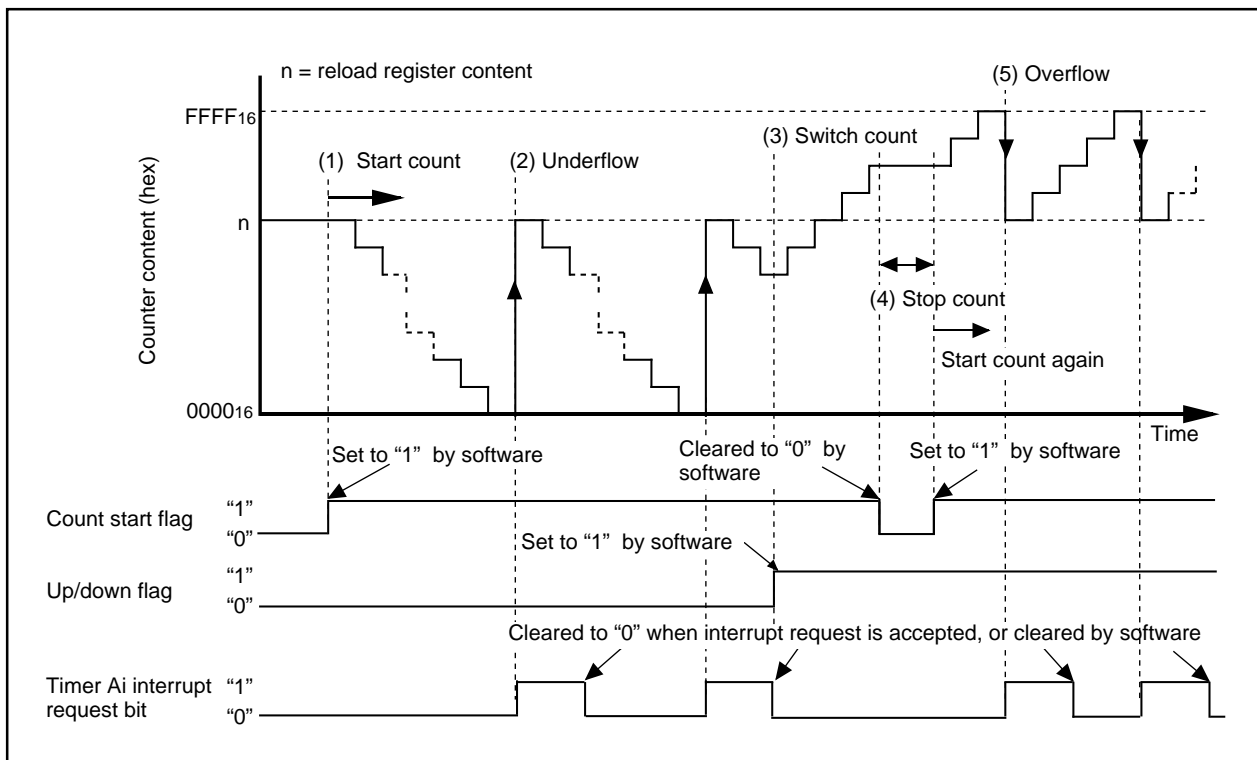 n = reload register content
(5) Overflow
FFFF16
(3) Switch count
(1) Start count
(2) Underflow
Counter content (hex)
n
(4) Stop count
Start count again
000016
Time
Set to “1” by software
Cleared to “0” by
software
Set to “1” by software
Count start flag
“1”
“0”
Set to “1” by software
Up/down flag
“1”
“0”
Cleared to “0” when interrupt request is accepted, or cleared by software
Timer Ai interrupt
request bit
“1”
“0”